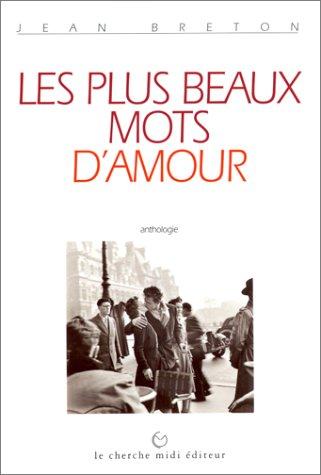 JEAN BRETON
LES PLUS BEAUX
MOTS
D'AMOUR
anthologie
le cherche midi éditeur